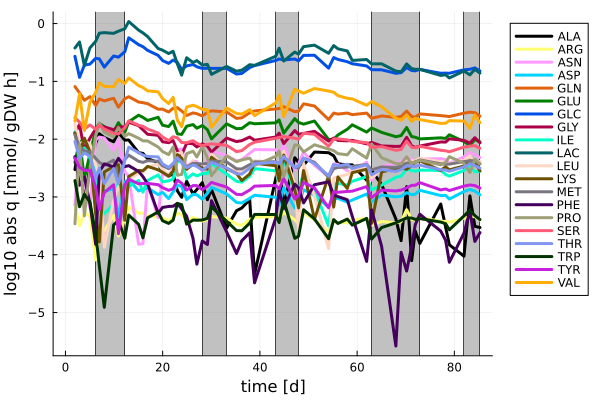 log10 abs q [mmol/ gDW h]
0
−1
−2
−3
−4
−5
0 20 40 60 80
time [d]
ALA
ARG
ASN
ASP
GLN
GLU
GLC
GLY
ILE
LAC
LEU
LYS
MET
PHE
PRO
SER
THR
TRP
TYR
VAL